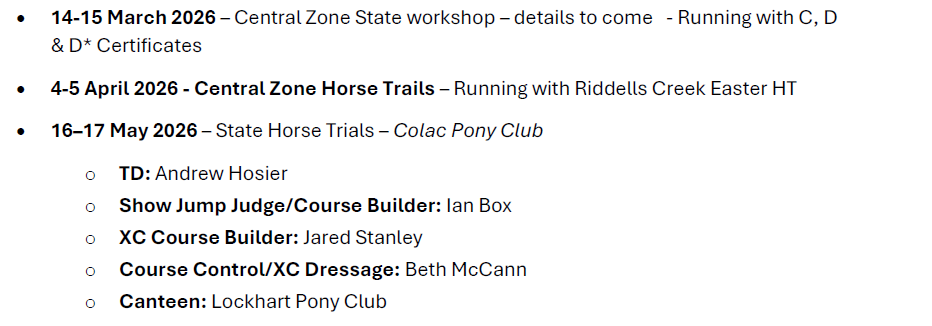 • 14-15 March 2026 – Central Zone State workshop – details to come - Running with C, D
& D* Certificates
• 4-5 April 2026 - Central Zone Horse Trails – Running with Riddells Creek Easter HT
• 16–17 May 2026 – State Horse Trials – Colac Pony Club
o TD: Andrew Hosier
o Show Jump Judge/Course Builder: Ian Box
o XC Course Builder: Jared Stanley
o Course Control/XC Dressage: Beth McCann
o Canteen: Lockhart Pony Club